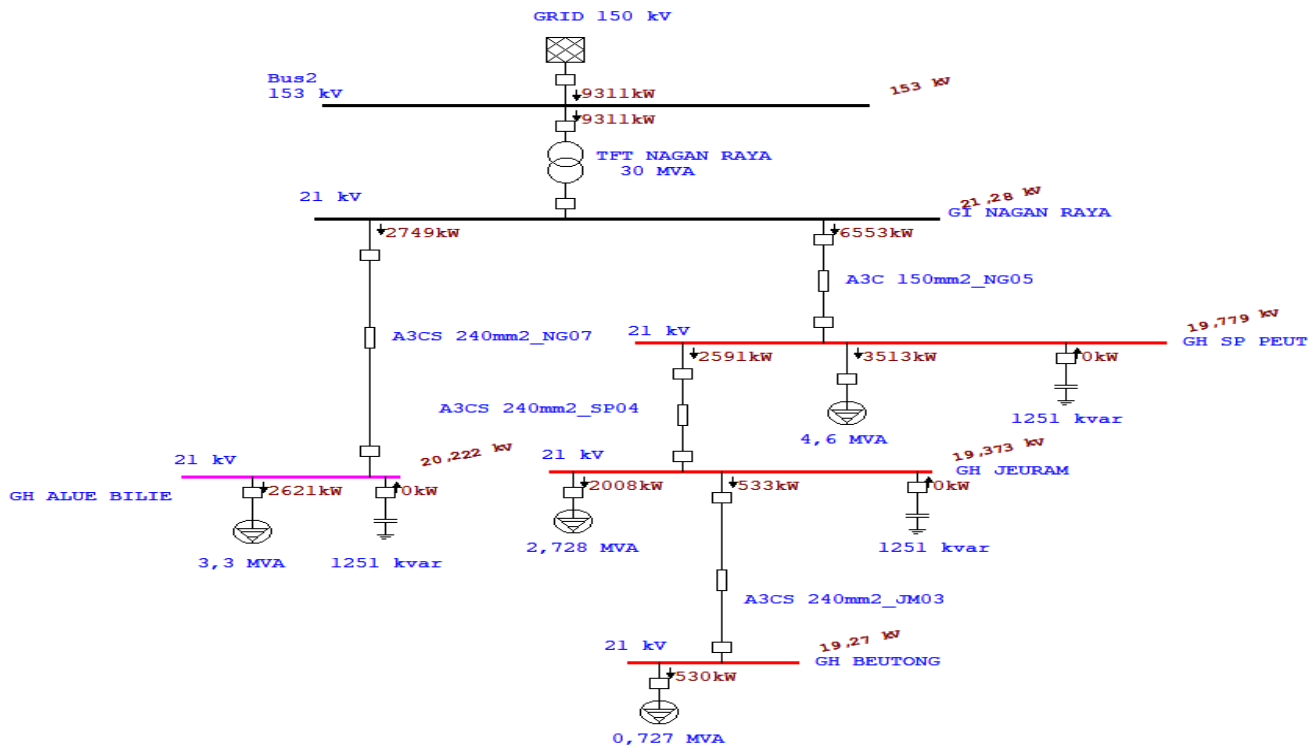 GRID 150 kV
Bus2
153 kV
153 kV
9311kW
9311kW
TFT NAGAN RAYA
30 MVA
21 kV
21,28 kV
GI NAGAN RAYA
2749kW
6553kW
A3C 150mm2_NG05
A3CS 240mm2_NG07
21 kV
19,779 kV
GH SP PEUT
2591kW
3513kW
0kW
A3CS 240mm2_SP04
4,6 MVA
1251 kvar
21 kV
20,222 kV
GH ALUE BILIE
2621kW
0kW
3,3 MVA
1251 kvar
21 kV
19,373 kV
GH JEURAM
2008kW
533kW
0kW
2,728 MVA
1251 kvar
A3CS 240mm2_JM03
21 kV
19,27 kV
GH BEUTONG
530kW
0,727 MVA